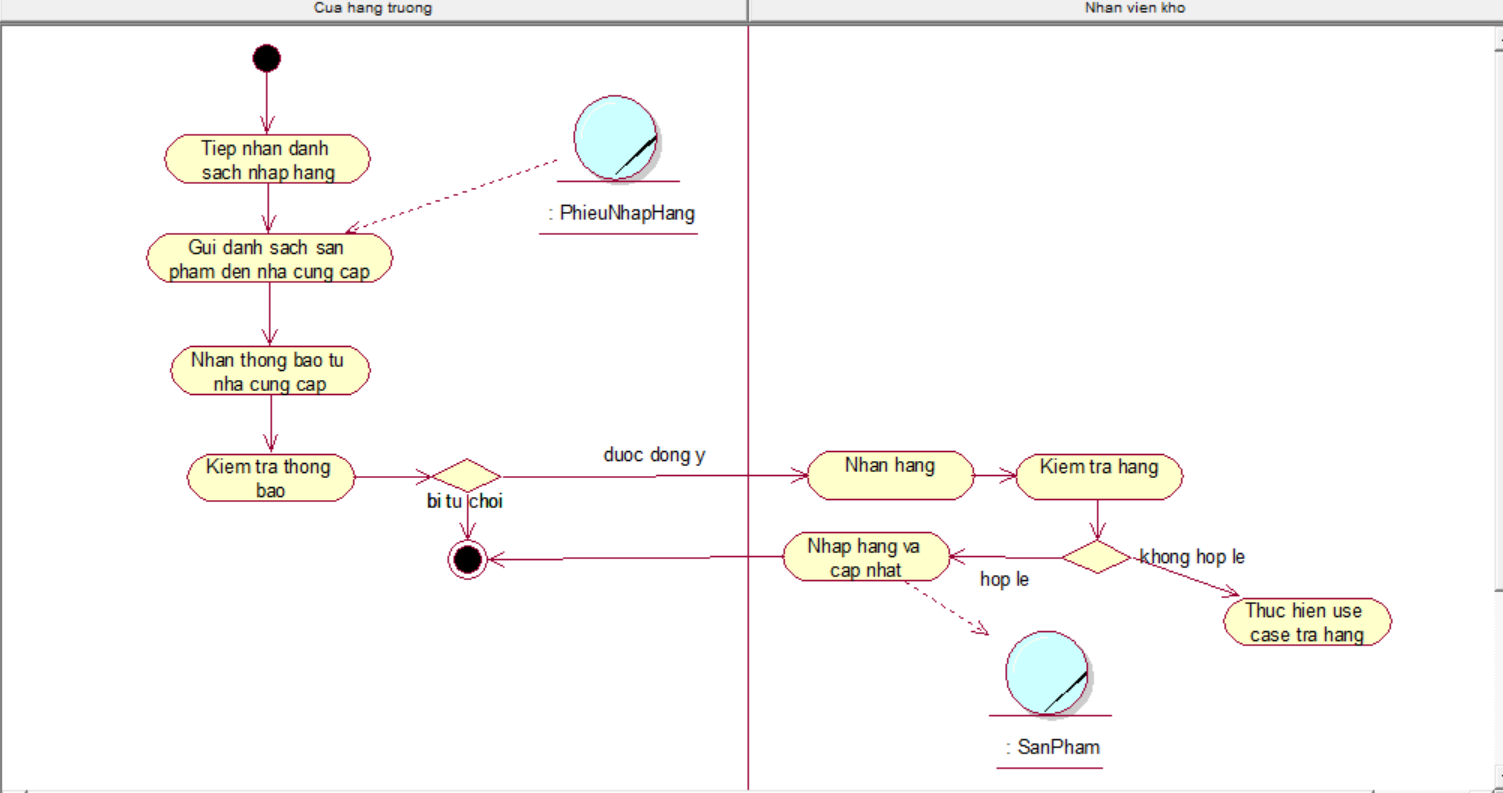 Cua hang truong
Nhan vien kho
Tiep nhan danh
sach nhap hang
: PhieuNhapHang
Gui danh sach san
pham den nha cung cap
Nhan thong bao tu
nha cung cap
Kiem tra thong
bao
duoc dong y
bi tu choi
Nhan hang
Kiem tra hang
Nhap hang va
cap nhat
hop le
khong hop le
Thuc hien use
case tra hang
: SanPham